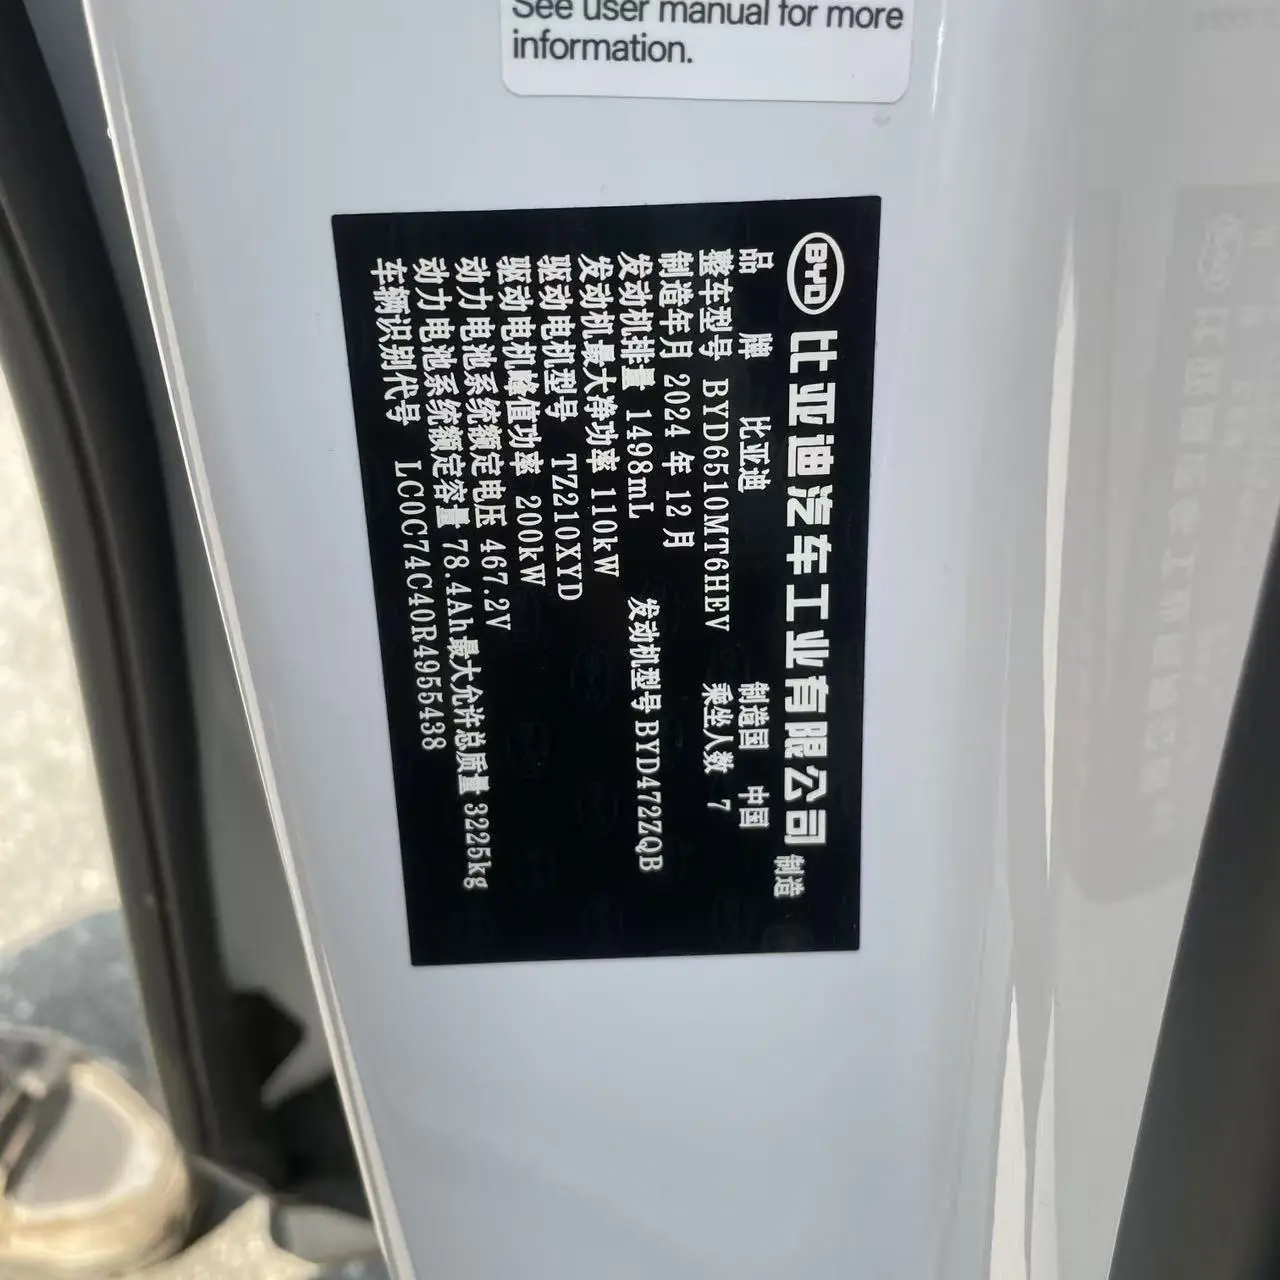 See user manual for more
information.
BYD 比亚迪汽车工业有限公司 制造
品牌 比亚迪 制造国 中国
整车型号 BYD6510MT6HEV 乘坐人数 7
制造年月 2024 年 12 月
发动机排量 1498mL 发动机型号 BYD472ZQB
发动机最大净功率 110kW
驱动电机型号 TZ210XYD
驱动电机峰值功率 200kW
动力电池系统额定电压 467.2V
动力电池系统额定容量 78.4Ah 最大允许总质量 3225kg
车辆识别代号 LC0C74C40R4955438